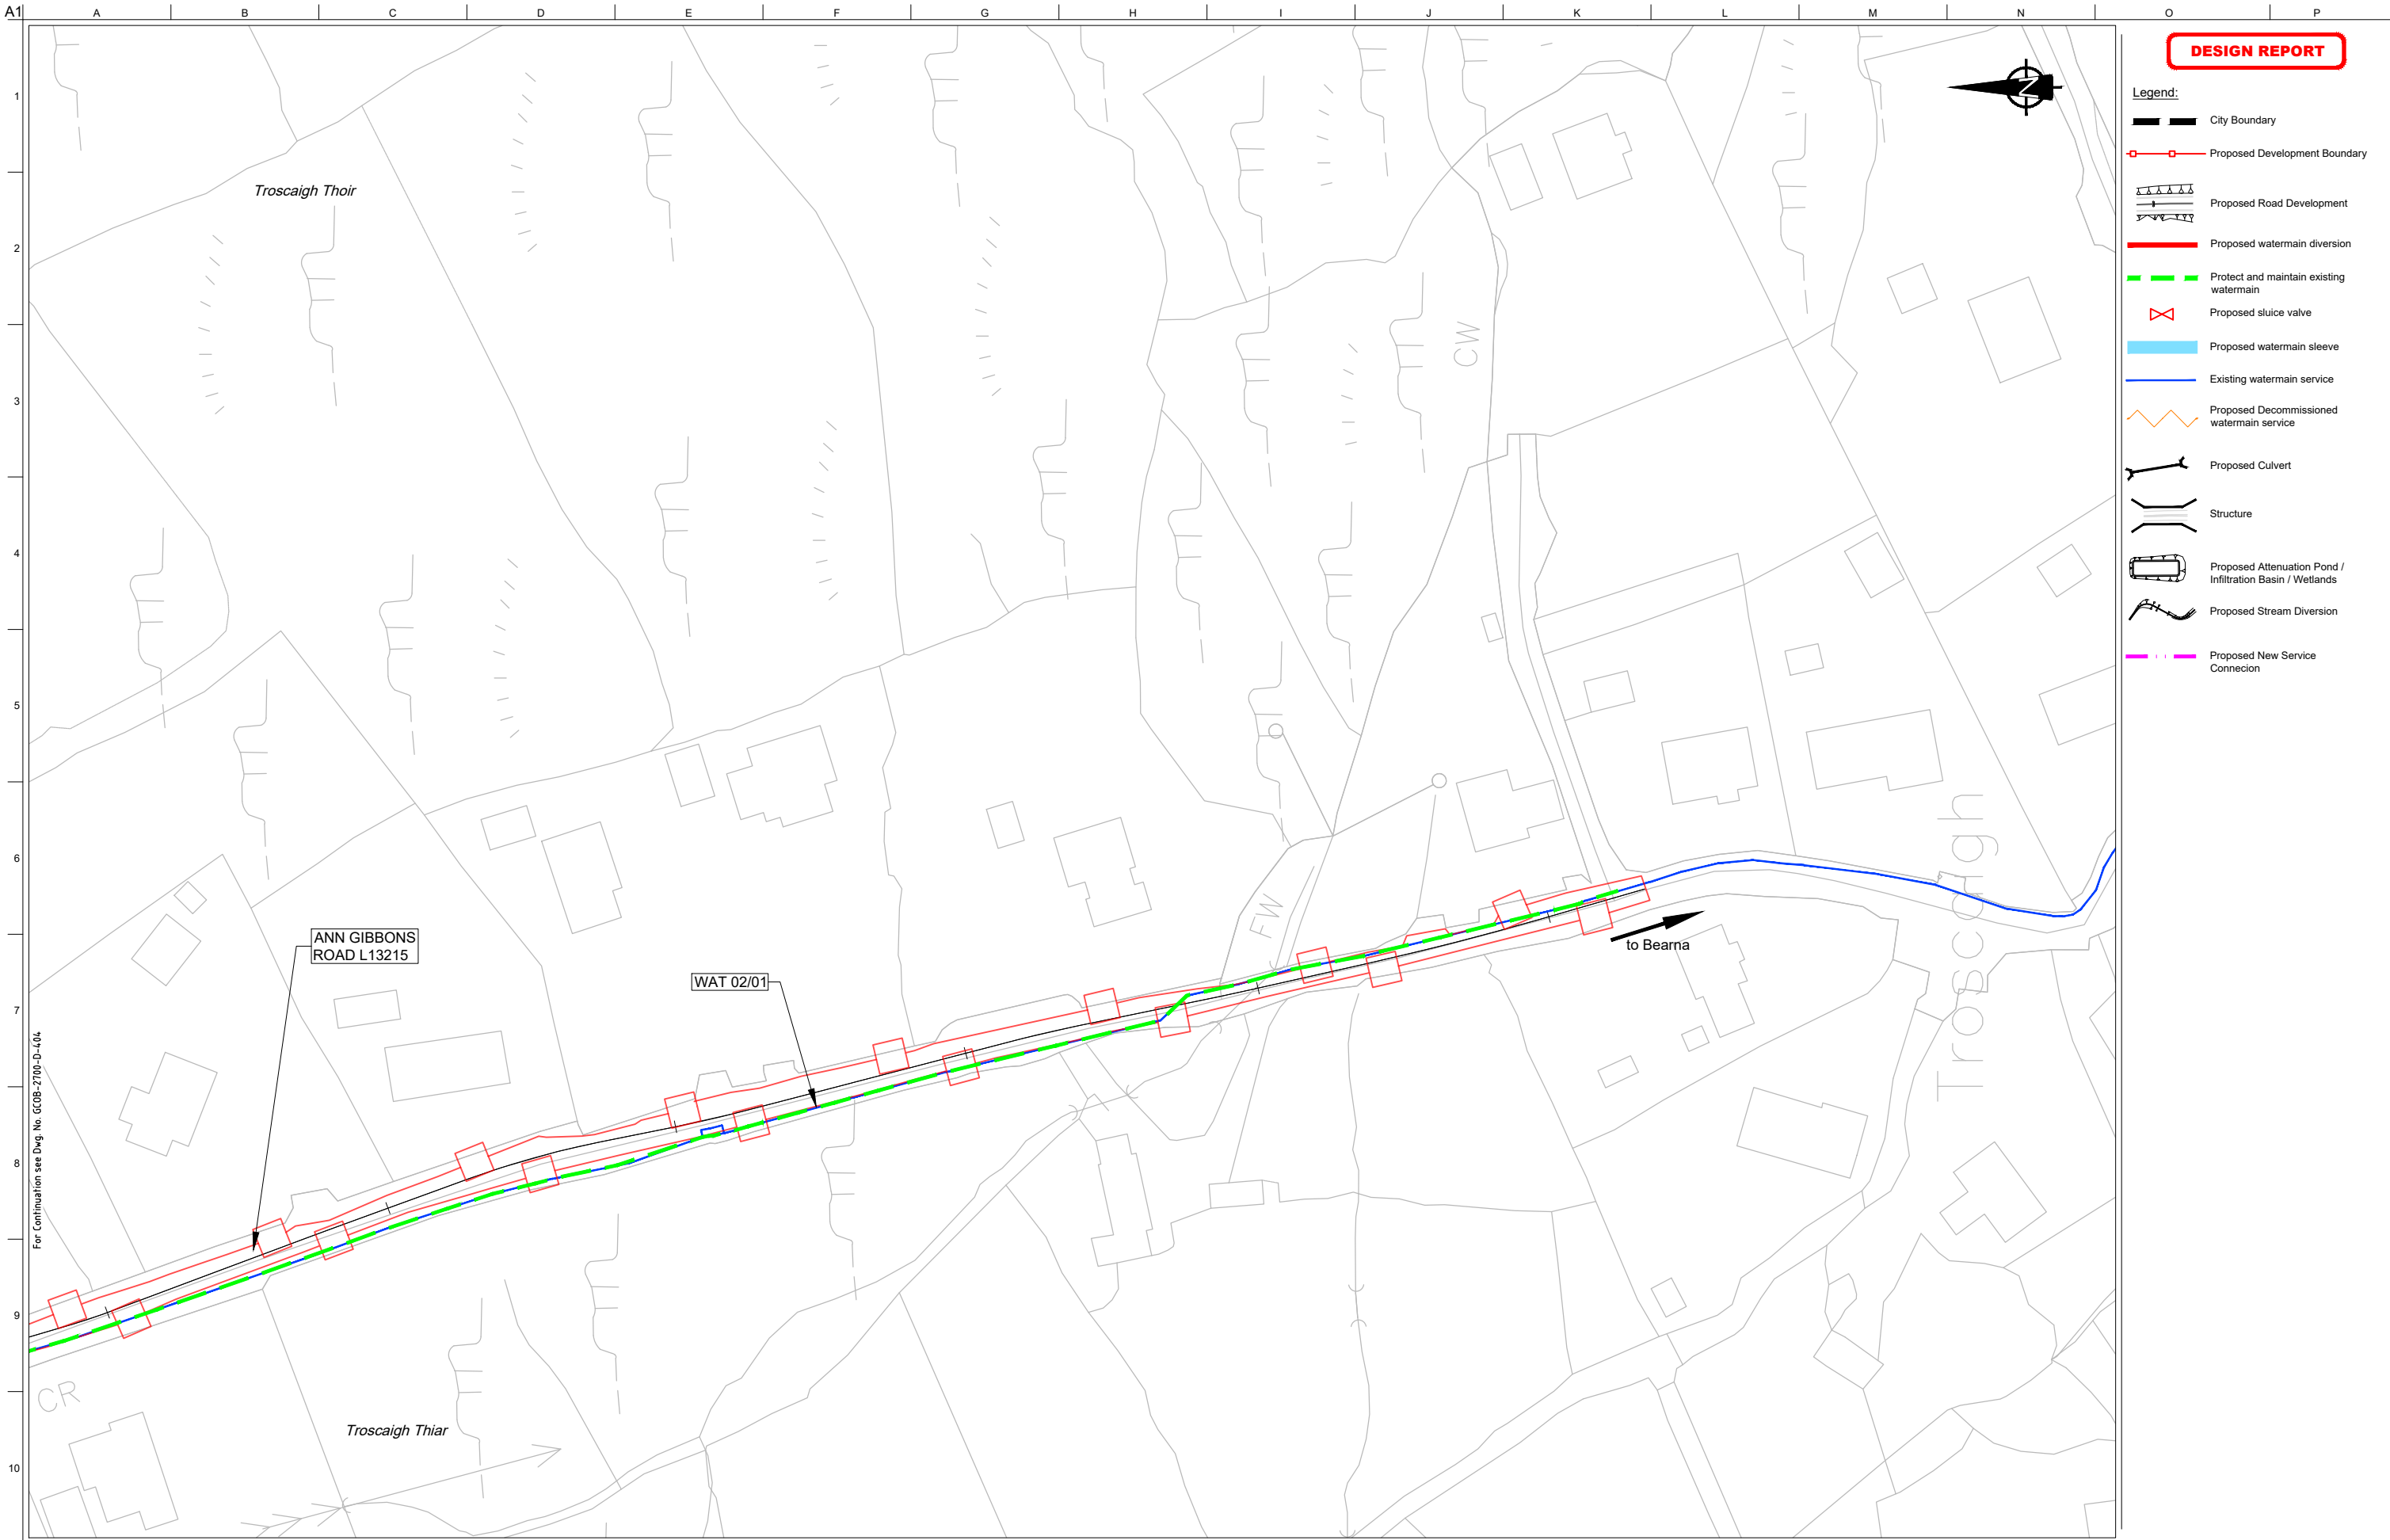 A1
A
B
C
D
E
F
G
H
I
J
K
L
M
N
O
P
1
2
3
4
5
6
7
8
9
10
DESIGN REPORT
N
Legend:
City Boundary
Proposed Development Boundary
Proposed Road Development
Proposed watermain diversion
Protect and maintain existing
watermain
Proposed sluice valve
Proposed watermain sleeve
Existing watermain service
Proposed Decommissioned
watermain service
Proposed Culvert
Structure
Proposed Attenuation Pond /
Infiltration Basin / Wetlands
Proposed Stream Diversion
Proposed New Service
Connecion
Troscaigh Thoir
CW
Troscaigh
FW
to Bearna
ANN GIBBONS
ROAD L13215
WAT 02/01
For Continuation see Dwg. No. GCOB-2700-D-404
CR
Troscaigh Thiar